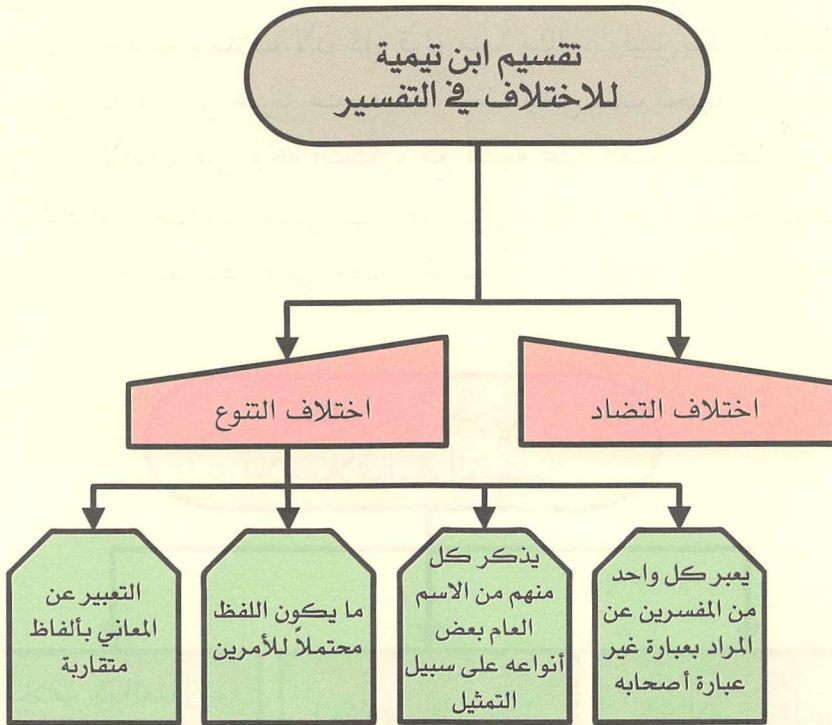 تقسيم ابن تيمية
للاختلاف في التفسير
اختلاف التضاد
اختلاف التنوع
يعبر كل واحد
من المفسرين عن
المراد بعبارة غير
عبارة أصحابه
يذكر كل
منهم من الاسم
العام بعض
أنواعه على سبيل
التمثيل
ما يكون اللفظ
محتملاً للأمرين
التعبير عن
المعاني بألفاظ
متقاربة